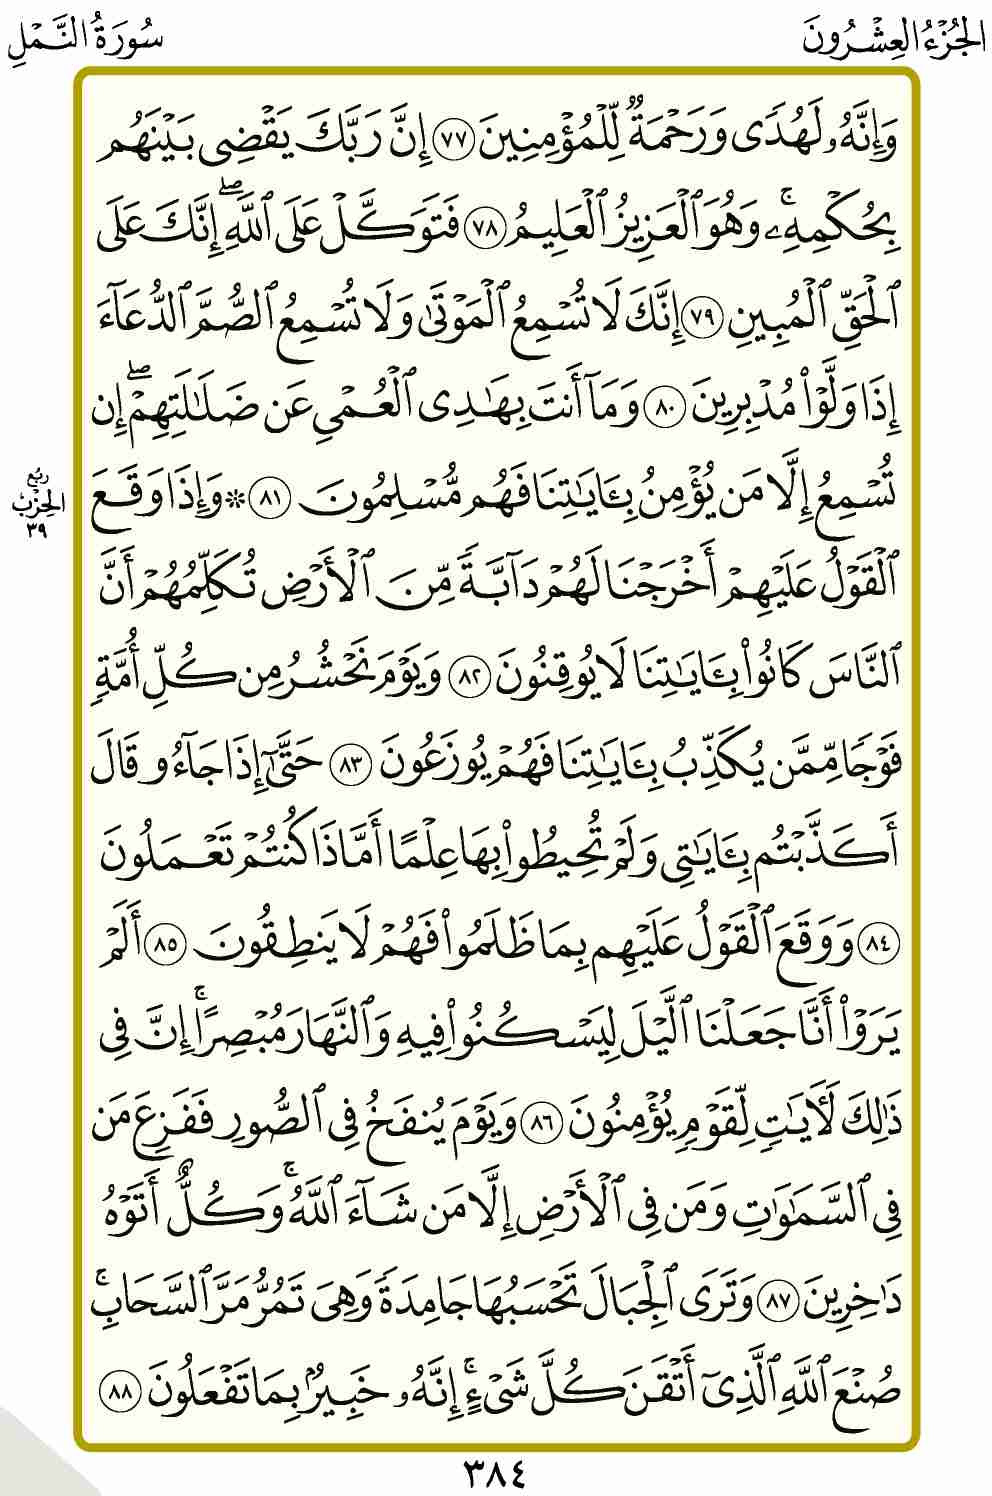 الجُزْءُ العِشْرُونَ
سُورَةُ النَّمْلِ
وَإِنَّهُۥ لَهُدًى وَرَحْمَةٌ لِّلْمُؤْمِنِينَ ٧٧ إِنَّ رَبَّكَ يَقْضِى بَيْنَهُم
بِحُكْمِهِۦۚ وَهُوَ ٱلْعَزِيزُ ٱلْعَلِيمُ ٧٨ فَتَوَكَّلْ عَلَى ٱللَّهِۖ إِنَّكَ عَلَى
ٱلْحَقِّ ٱلْمُبِينِ ٧٩ إِنَّكَ لَا تُسْمِعُ ٱلْمَوْتَىٰ وَلَا تُسْمِعُ ٱلصُّمَّ ٱلدُّعَآءَ
إِذَا وَلَّوْا۟ مُدْبِرِينَ ٨٠ وَمَآ أَنتَ بِهَـٰدِى ٱلْعُمْىِ عَن ضَلَـٰلَتِهِمْۖ إِن
تُسْمِعُ إِلَّا مَن يُؤْمِنُ بِـَٔايَـٰتِنَا فَهُم مُّسْلِمُونَ ٨١ ۞ وَإِذَا وَقَعَ
ربع
الحزب
٣٩
ٱلْقَوْلُ عَلَيْهِمْ أَخْرَجْنَا لَهُمْ دَآبَّةً مِّنَ ٱلْأَرْضِ تُكَلِّمُهُمْ أَنَّ
ٱلنَّاسَ كَانُوا۟ بِـَٔايَـٰتِنَا لَا يُوقِنُونَ ٨٢ وَيَوْمَ نَحْشُرُ مِن كُلِّ أُمَّةٍ
فَوْجًا مِّمَّن يُكَذِّبُ بِـَٔايَـٰتِنَا فَهُمْ يُوزَعُونَ ٨٣ حَتَّىٰٓ إِذَا جَآءُو قَالَ
أَكَذَّبْتُم بِـَٔايَـٰتِى وَلَمْ تُحِيطُوا۟ بِهَا عِلْمًا أَمَّاذَا كُنتُمْ تَعْمَلُونَ
٨٤ وَوَقَعَ ٱلْقَوْلُ عَلَيْهِم بِمَا ظَلَمُوا۟ فَهُمْ لَا يَنطِقُونَ ٨٥ أَلَمْ
يَرَوْا۟ أَنَّا جَعَلْنَا ٱلَّيْلَ لِيَسْكُنُوا۟ فِيهِ وَٱلنَّهَارَ مُبْصِرًاۚ إِنَّ فِى
ذَٰلِكَ لَـَٔايَـٰتٍ لِّقَوْمٍ يُؤْمِنُونَ ٨٦ وَيَوْمَ يُنفَخُ فِى ٱلصُّورِ فَفَزِعَ مَن
فِى ٱلسَّمَـٰوَٰتِ وَمَن فِى ٱلْأَرْضِ إِلَّا مَن شَآءَ ٱللَّهُۚ وَكُلٌّ أَتَوْهُ
دَٰخِرِينَ ٨٧ وَتَرَى ٱلْجِبَالَ تَحْسَبُهَا جَامِدَةً وَهِىَ تَمُرُّ مَرَّ ٱلسَّحَابِۚ
صُنْعَ ٱللَّهِ ٱلَّذِىٓ أَتْقَنَ كُلَّ شَىْءٍۚ إِنَّهُۥ خَبِيرٌۢ بِمَا تَفْعَلُونَ ٨٨
٣٨٤